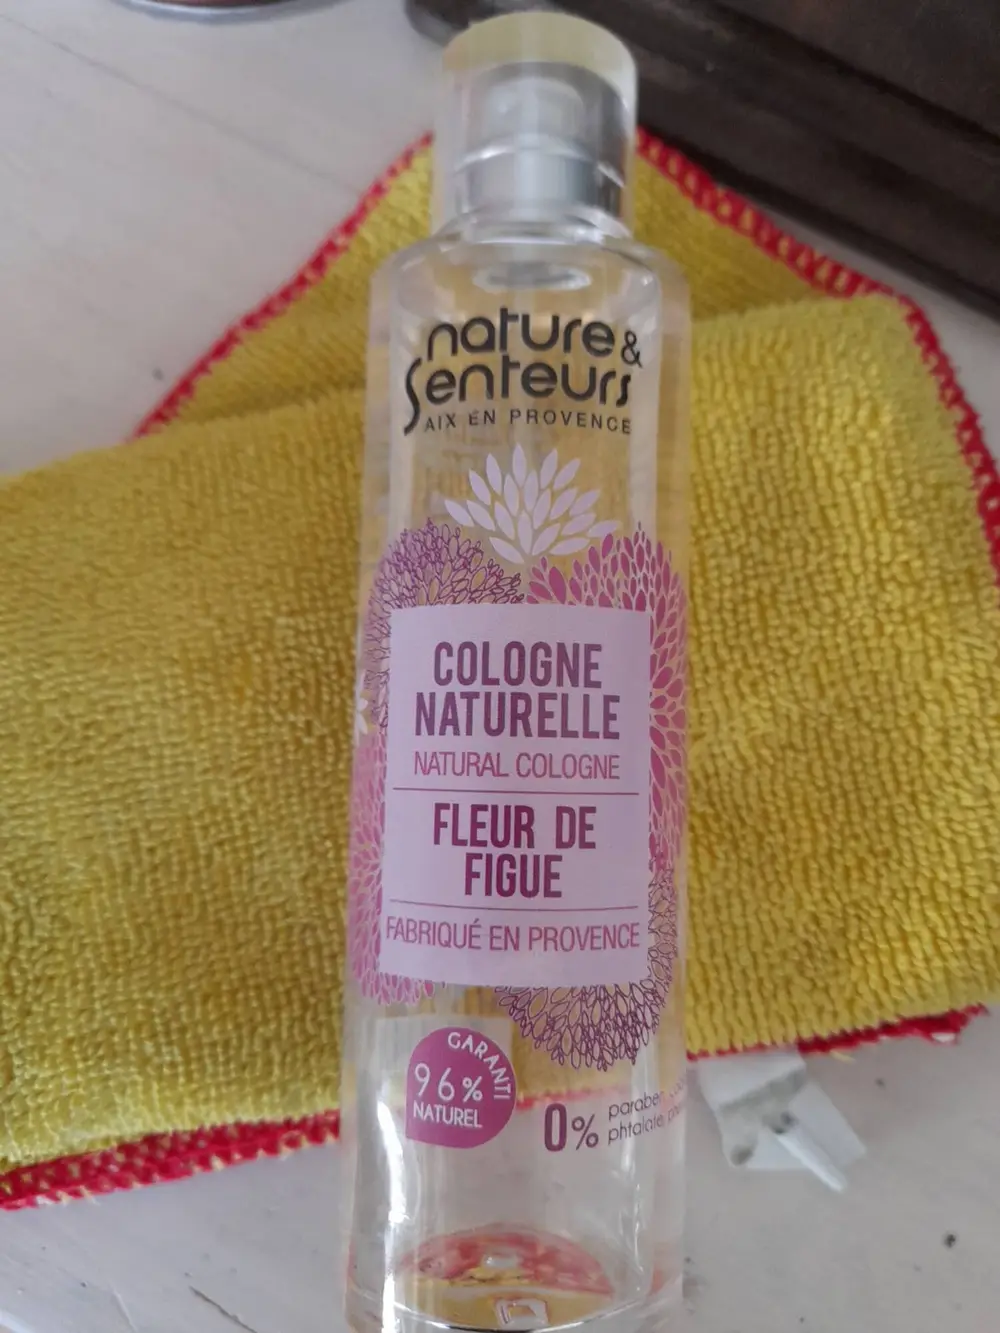 nature &
Senteurs
AIX EN PROVENCE
COLOGNE
NATURELLE
NATURAL COLOGNE
FLEUR DE
FIGUE
FABRIQUÉ EN PROVENCE
GARANTI
96%
NATUREL
0%
paraben
phtalate